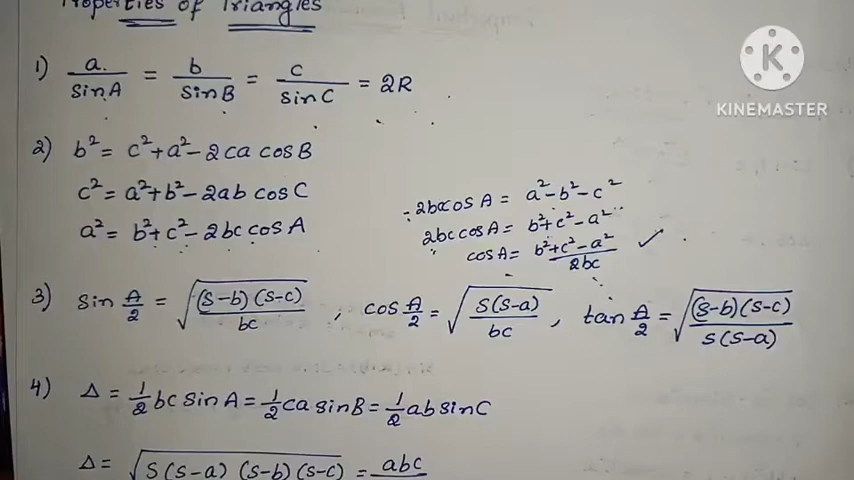 Properties of Triangles
1) a/sinA = b/sinB = c/sinC = 2R
KINEMASTER
2) b² = c²+a²-2ca cosB
c² = a²+b²-2ab cosC
a² = b²+c²-2bc cosA
-2bc cosA = a²-b²-c²
2bc cosA = b²+c²-a²
cosA = b²+c²-a²/2bc ✓
3) sin A/2 = √(s-b)(s-c)/bc , cos A/2 = √s(s-a)/bc , tan A/2 = √(s-b)(s-c)/s(s-a)
4) Δ = 1/2 bc sinA = 1/2 ca sinB = 1/2 ab sinC
Δ = √s(s-a)(s-b)(s-c) = abc